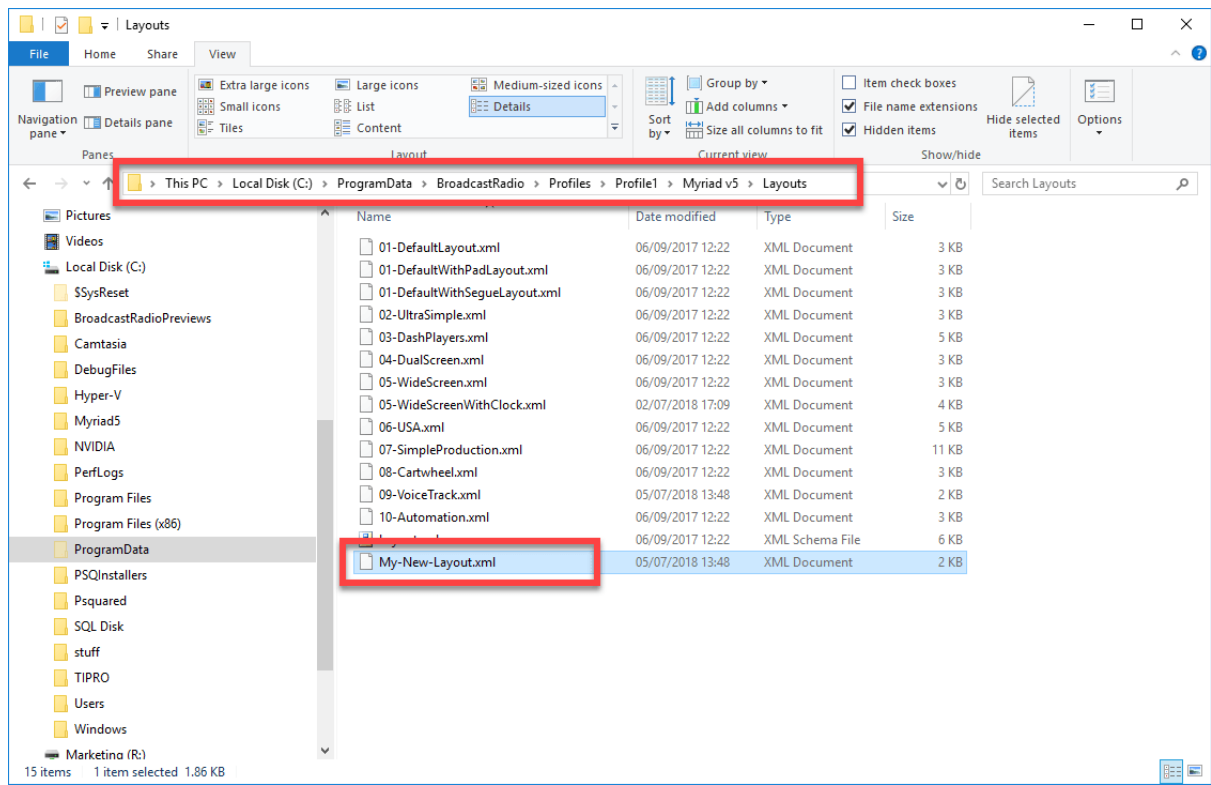 Layouts
File Home Share View
Navigation pane
Preview pane
Details pane
Panes
Extra large icons Large icons Medium-sized icons
Small icons List Details
Tiles Content
Layout
Sort by
Group by
Add columns
Size all columns to fit
Current view
Item check boxes
File name extensions
Hidden items
Hide selected items
Show/hide
Options
This PC Local Disk (C:) ProgramData BroadcastRadio Profiles Profile1 Myriad v5 Layouts
Search Layouts
Pictures
Videos
Local Disk (C:)
$SysReset
BroadcastRadioPreviews
Camtasia
DebugFiles
Hyper-V
Myriad5
NVIDIA
PerfLogs
Program Files
Program Files (x86)
ProgramData
PSQInstallers
Psquared
SQL Disk
stuff
TIPRO
Users
Windows
Marketing (R:)
Name Date modified Type Size
01-DefaultLayout.xml 06/09/2017 12:22 XML Document 3 KB
01-DefaultWithPadLayout.xml 06/09/2017 12:22 XML Document 3 KB
01-DefaultWithSegueLayout.xml 06/09/2017 12:22 XML Document 3 KB
02-UltraSimple.xml 06/09/2017 12:22 XML Document 3 KB
03-DashPlayers.xml 06/09/2017 12:22 XML Document 5 KB
04-DualScreen.xml 06/09/2017 12:22 XML Document 3 KB
05-WideScreen.xml 06/09/2017 12:22 XML Document 3 KB
05-WideScreenWithClock.xml 02/07/2018 17:09 XML Document 4 KB
06-USA.xml 06/09/2017 12:22 XML Document 5 KB
07-SimpleProduction.xml 06/09/2017 12:22 XML Document 11 KB
08-Cartwheel.xml 06/09/2017 12:22 XML Document 3 KB
09-VoiceTrack.xml 05/07/2018 13:48 XML Document 2 KB
10-Automation.xml 06/09/2017 12:22 XML Document 3 KB
06/09/2017 12:22 XML Schema File 6 KB
My-New-Layout.xml 05/07/2018 13:48 XML Document 2 KB
15 items 1 item selected 1.86 KB